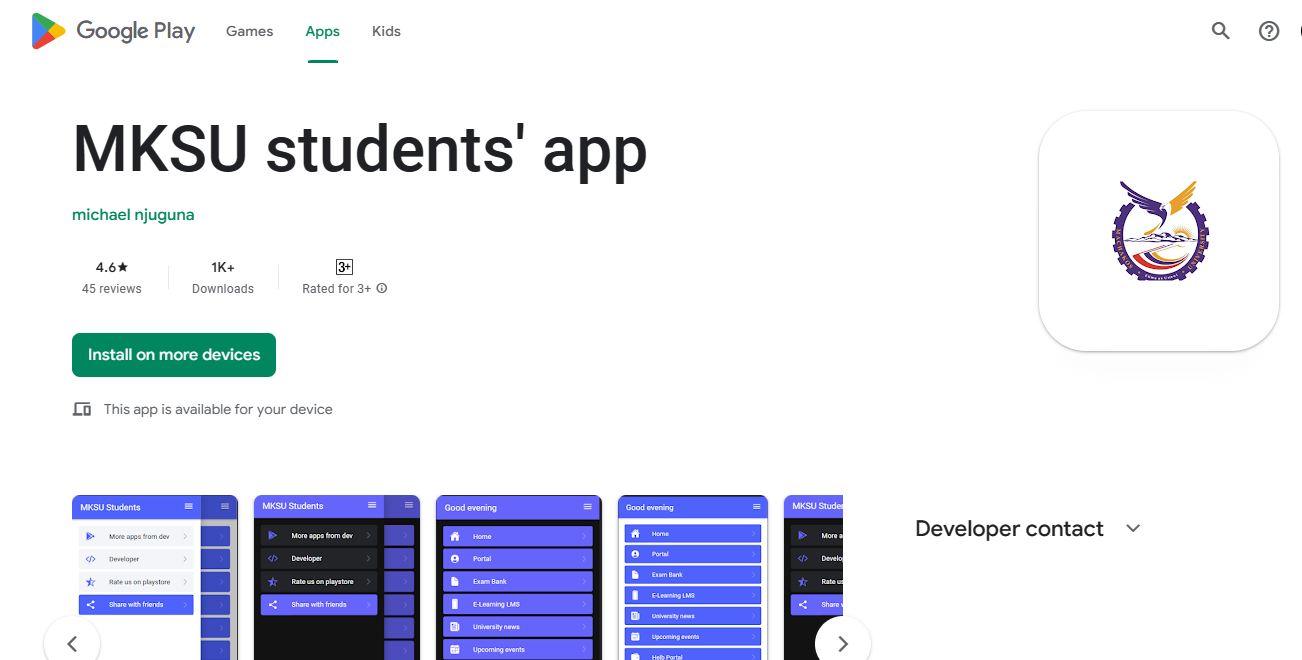 Google Play
Games
Apps
Kids
MKSU students' app
michael njuguna
4.6★
45 reviews
1K+
Downloads
3+
Rated for 3+
Install on more devices
This app is available for your device
MKSU Students
More apps from dev
Developer
Rate us on playstore
Share with friends
MKSU Students
More apps from dev
Developer
Rate us on playstore
Share with friends
Good evening
Home
Portal
Exam Bank
E-Learning LMS
University news
Upcoming events
Good evening
Home
Portal
Exam Bank
E-Learning LMS
University news
Upcoming events
Help Portal
MKSU Studen
More a
Develo
Rate u
Share w
Developer contact
UNIVERSITY